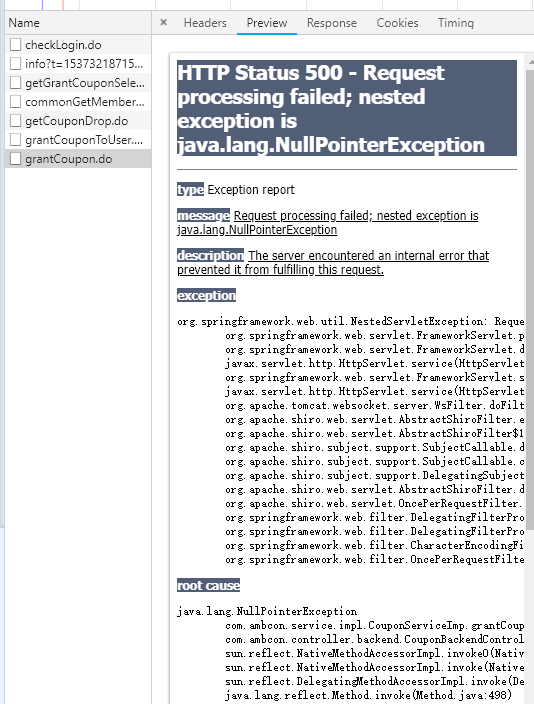 Name
× Headers Preview Response Cookies Timing
checkLogin.do
info?t=15373218715...
getGrantCouponSele...
commonGetMember...
getCouponDrop.do
grantCouponToUser....
grantCoupon.do
HTTP Status 500 - Request
processing failed; nested
exception is
java.lang.NullPointerException
type Exception report
message Request processing failed; nested exception is
java.lang.NullPointerException
description The server encountered an internal error that
prevented it from fulfilling this request.
exception
org.springframework.web.util.NestedServletException: Reque
org.springframework.web.servlet.FrameworkServlet.p
org.springframework.web.servlet.FrameworkServlet.d
javax.servlet.http.HttpServlet.service(HttpServlet
org.springframework.web.servlet.FrameworkServlet.s
javax.servlet.http.HttpServlet.service(HttpServlet
org.apache.tomcat.websocket.server.WsFilter.doFilt
org.apache.shiro.web.servlet.AbstractShiroFilter.e
org.apache.shiro.web.servlet.AbstractShiroFilter$1
org.apache.shiro.subject.support.SubjectCallable.d
org.apache.shiro.subject.support.SubjectCallable.c
org.apache.shiro.subject.support.DelegatingSubject
org.apache.shiro.web.servlet.AbstractShiroFilter.d
org.apache.shiro.web.servlet.OncePerRequestFilter.
org.springframework.web.filter.DelegatingFilterPro
org.springframework.web.filter.DelegatingFilterPro
org.springframework.web.filter.CharacterEncodingFi
org.springframework.web.filter.OncePerRequestFilte
root cause
java.lang.NullPointerException
com.ambcon.service.impl.CouponServiceImp.grantCoup
com.ambcon.controller.backend.CouponBackendControl
sun.reflect.NativeMethodAccessorImpl.invoke0(Nativ
sun.reflect.NativeMethodAccessorImpl.invoke(Native
sun.reflect.DelegatingMethodAccessorImpl.invoke(De
java.lang.reflect.Method.invoke(Method.java:498)